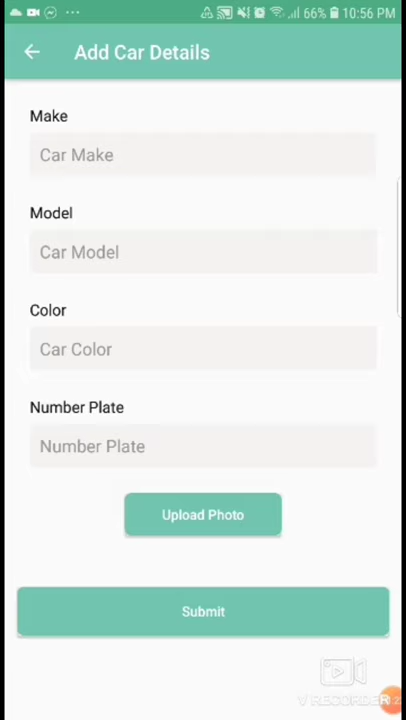 66% 10:56 PM
Add Car Details
Make
Car Make
Model
Car Model
Color
Car Color
Number Plate
Number Plate
Upload Photo
Submit
V RECORDER